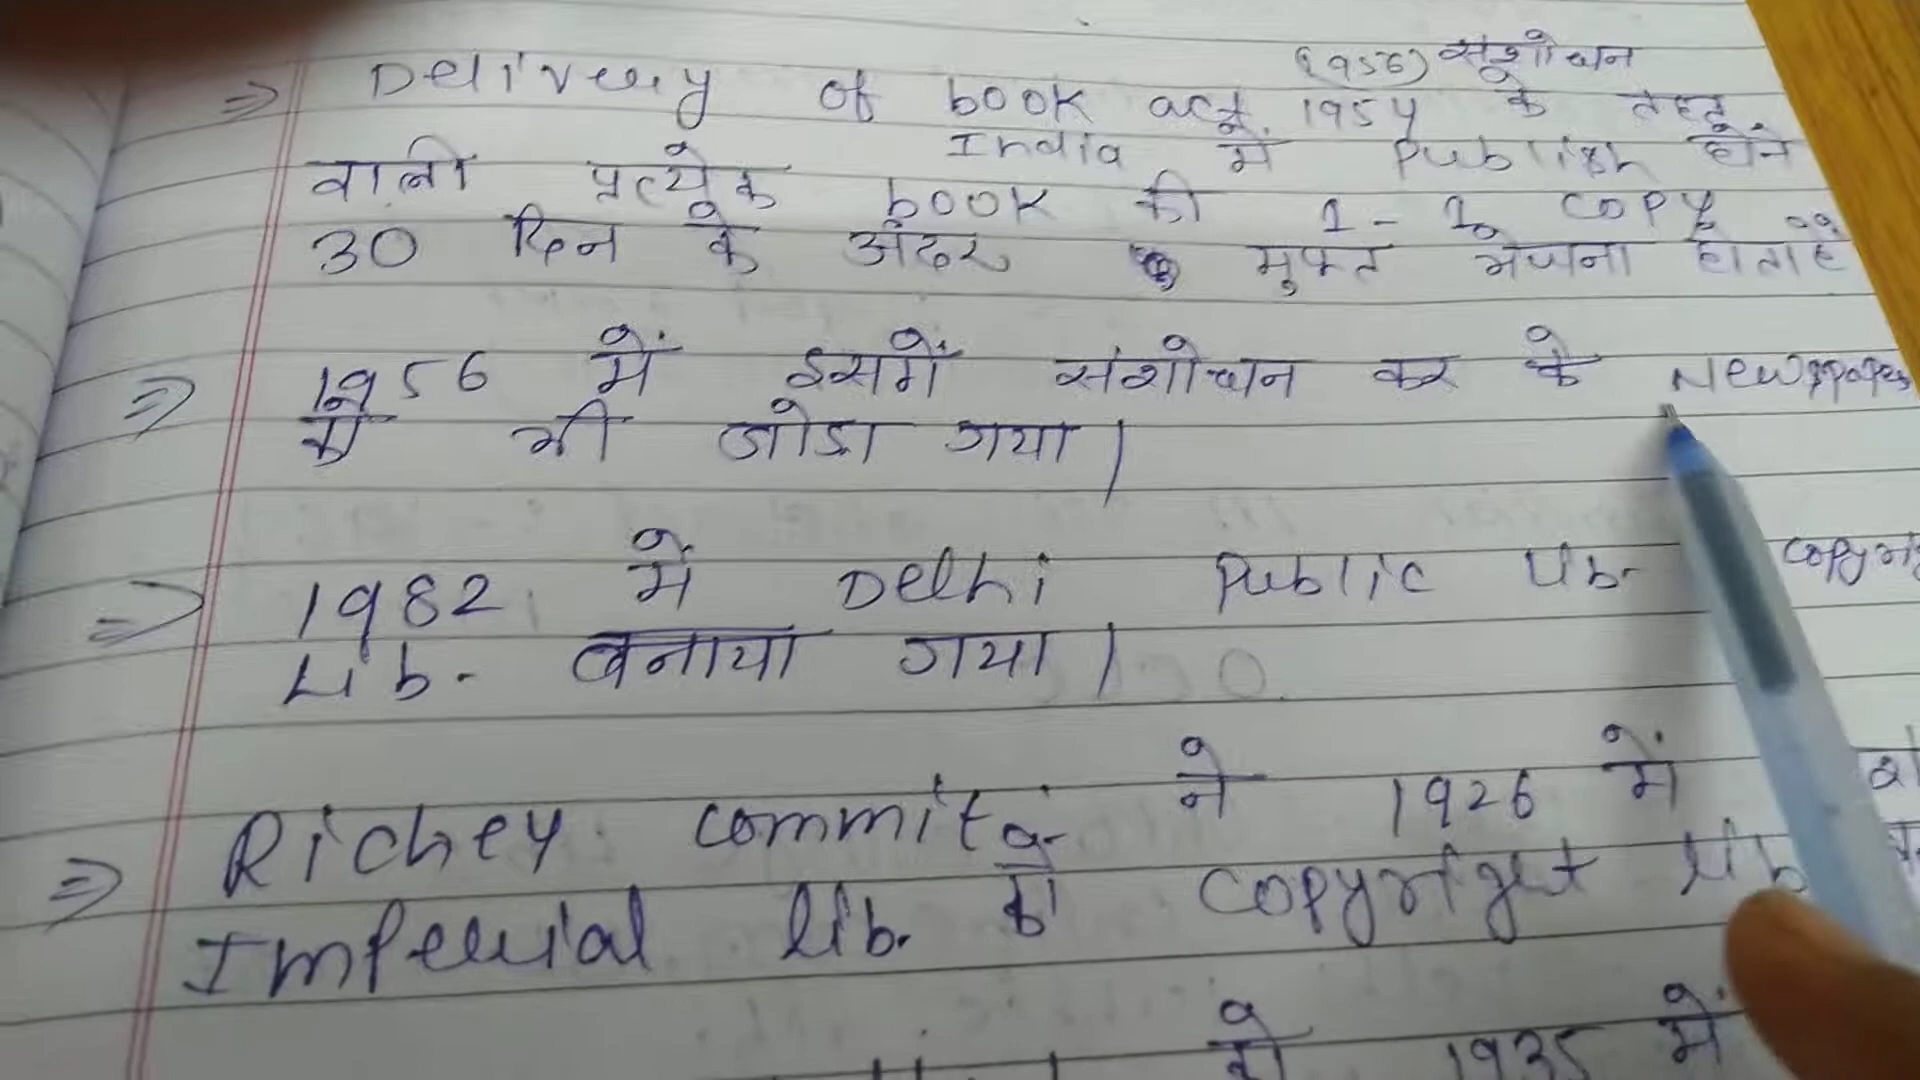 (1956) संशोधन
⇒ Delivery of book act 1954 के तहत
India में publish होने
वाली प्रत्येक book की 1-1 copy
30 दिन के अंदर मुफ्त भेजना होता है
⇒ 1956 में इसमें संशोधन कर के Newspaper
को भी जोडा गया।
⇒ 1982 में Delhi Public Lib. copyrig
Lib. बनाया गया।
⇒ Richey commit ने 1926 में
Imperial lib. को copyright lib
को 1935 में